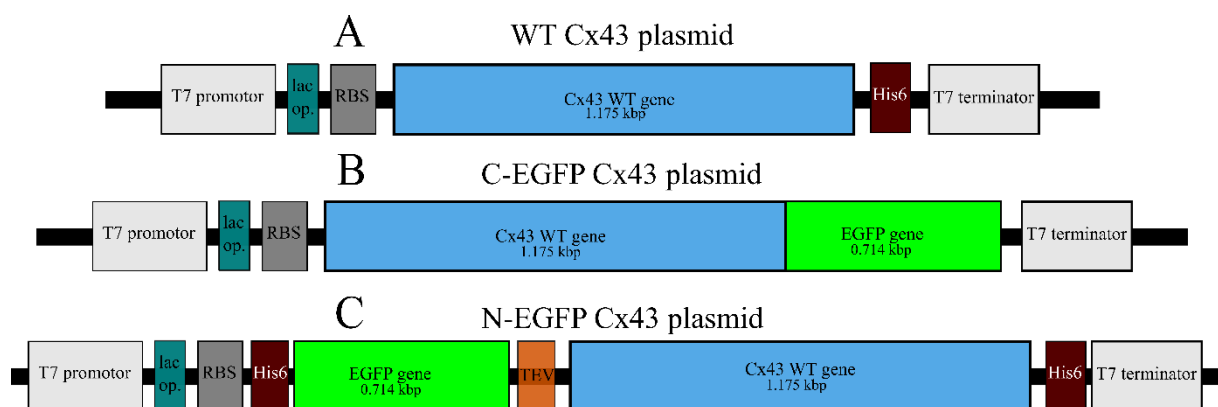 A WT Cx43 plasmid
T7 promotor
lac
op.
RBS
Cx43 WT gene
1.175 kbp
His6
T7 terminator
B C-EGFP Cx43 plasmid
T7 promotor
lac
op.
RBS
Cx43 WT gene
1.175 kbp
EGFP gene
0.714 kbp
T7 terminator
C N-EGFP Cx43 plasmid
T7 promotor
lac
op.
RBS
His6
EGFP gene
0.714 kbp
TEV
Cx43 WT gene
1.175 kbp
His6
T7 terminator